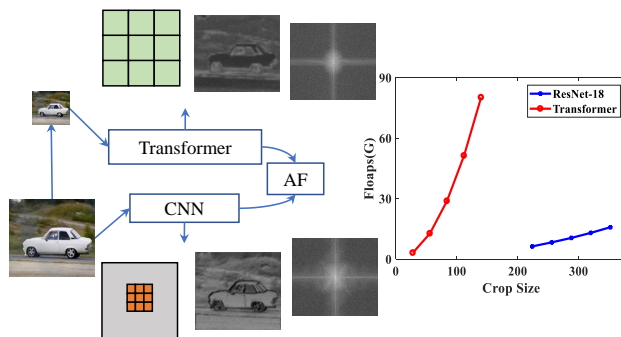 Transformer
AF
CNN
90
60
30
0
0
100
200
300
Floaps(G)
Crop Size
ResNet-18
Transformer